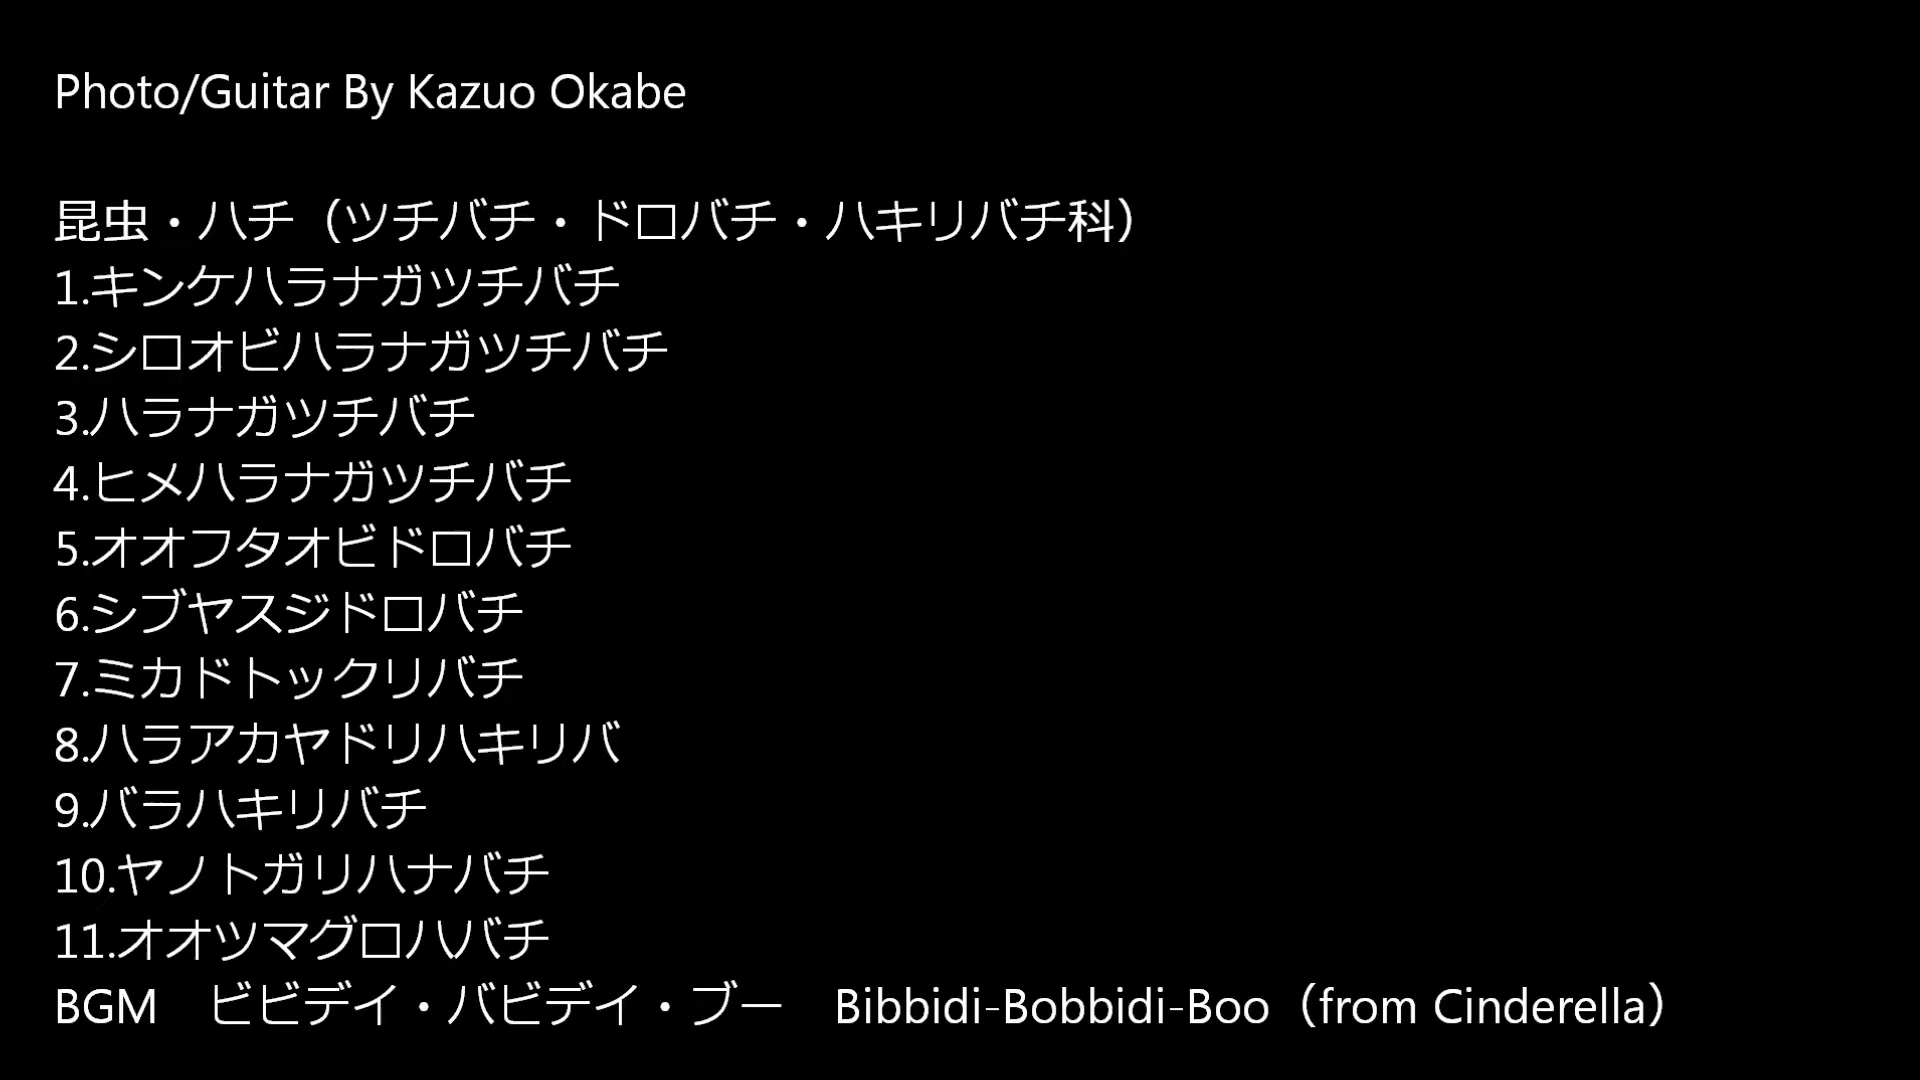 Photo/Guitar By Kazuo Okabe
昆虫・ハチ（ツチバチ・ドロバチ・ハキリバチ科）
1.キンケハラナガツチバチ
2.シロオビハラナガツチバチ
3.ハラナガツチバチ
4.ヒメハラナガツチバチ
5.オオフタオビドロバチ
6.シブヤスジドロバチ
7.ミカドトックリバチ
8.ハラアカヤドリハキリバ
9.バラハキリバチ
10.ヤノトガリハナバチ
11.オオツマグロハバチ
BGM　ビビデイ・バビデイ・ブー　Bibbidi-Bobbidi-Boo（from Cinderella）